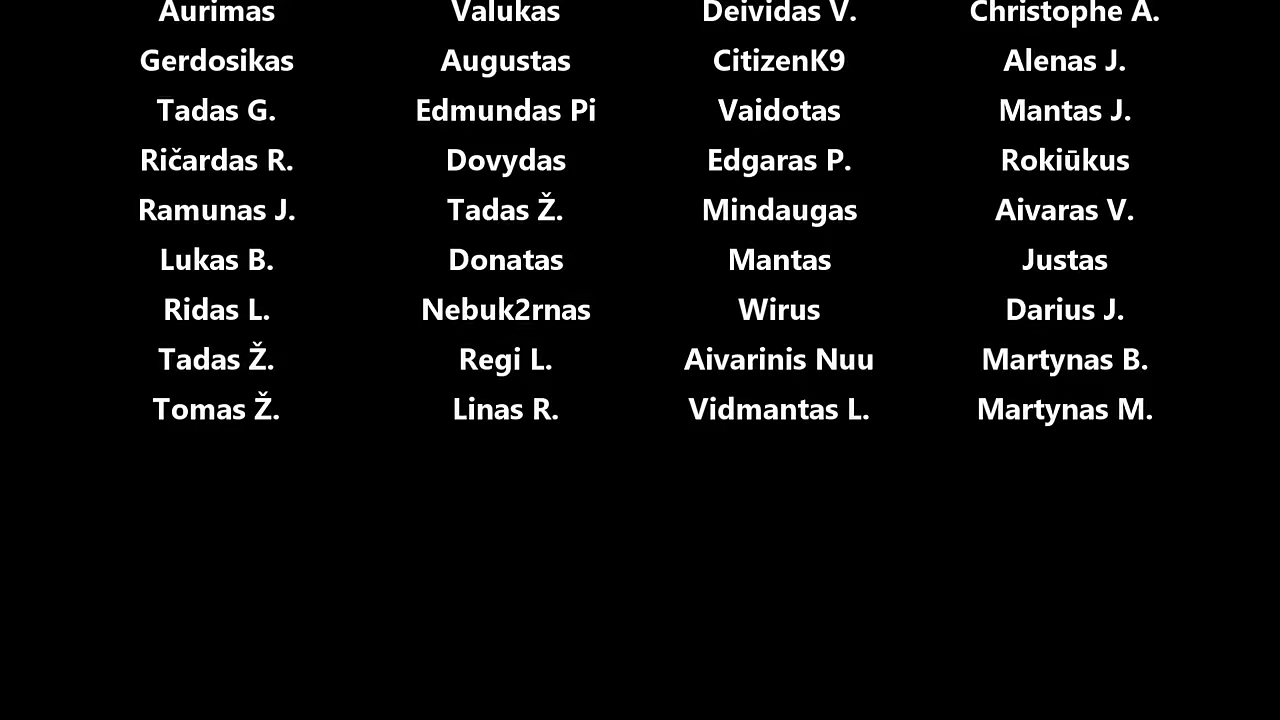 Aurimas Valukas Deividas V. Christophe A.
Gerdosikas Augustas CitizenK9 Alenas J.
Tadas G. Edmundas Pi Vaidotas Mantas J.
Ričardas R. Dovydas Edgaras P. Rokiūkus
Ramunas J. Tadas Ž. Mindaugas Aivaras V.
Lukas B. Donatas Mantas Justas
Ridas L. Nebuk2rnas Wirus Darius J.
Tadas Ž. Regi L. Aivarinis Nuu Martynas B.
Tomas Ž. Linas R. Vidmantas L. Martynas M.